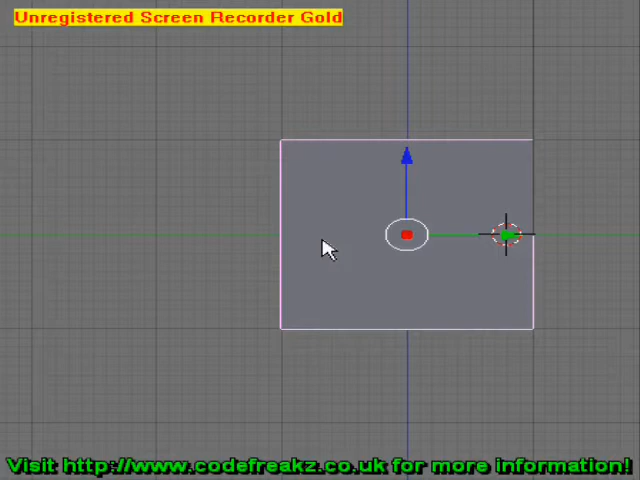 Unregistered Screen Recorder Gold
Visit http://www.codefreakz.co.uk for more information!